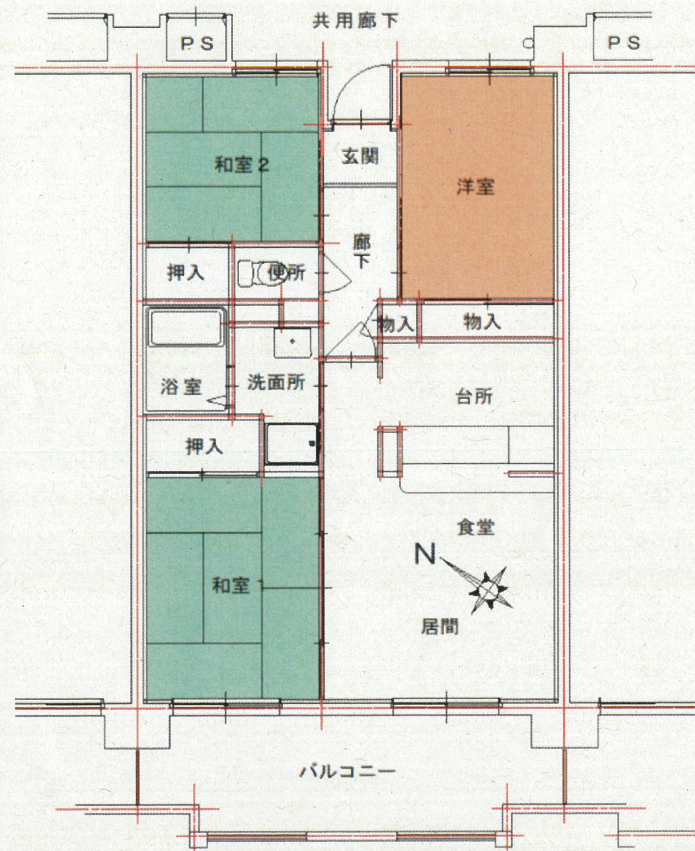 共用廊下
PS
PS
玄関
和室2
洋室
廊下
押入
便所
物入
物入
浴室
洗面所
台所
押入
食堂
N
和室1
居間
バルコニー